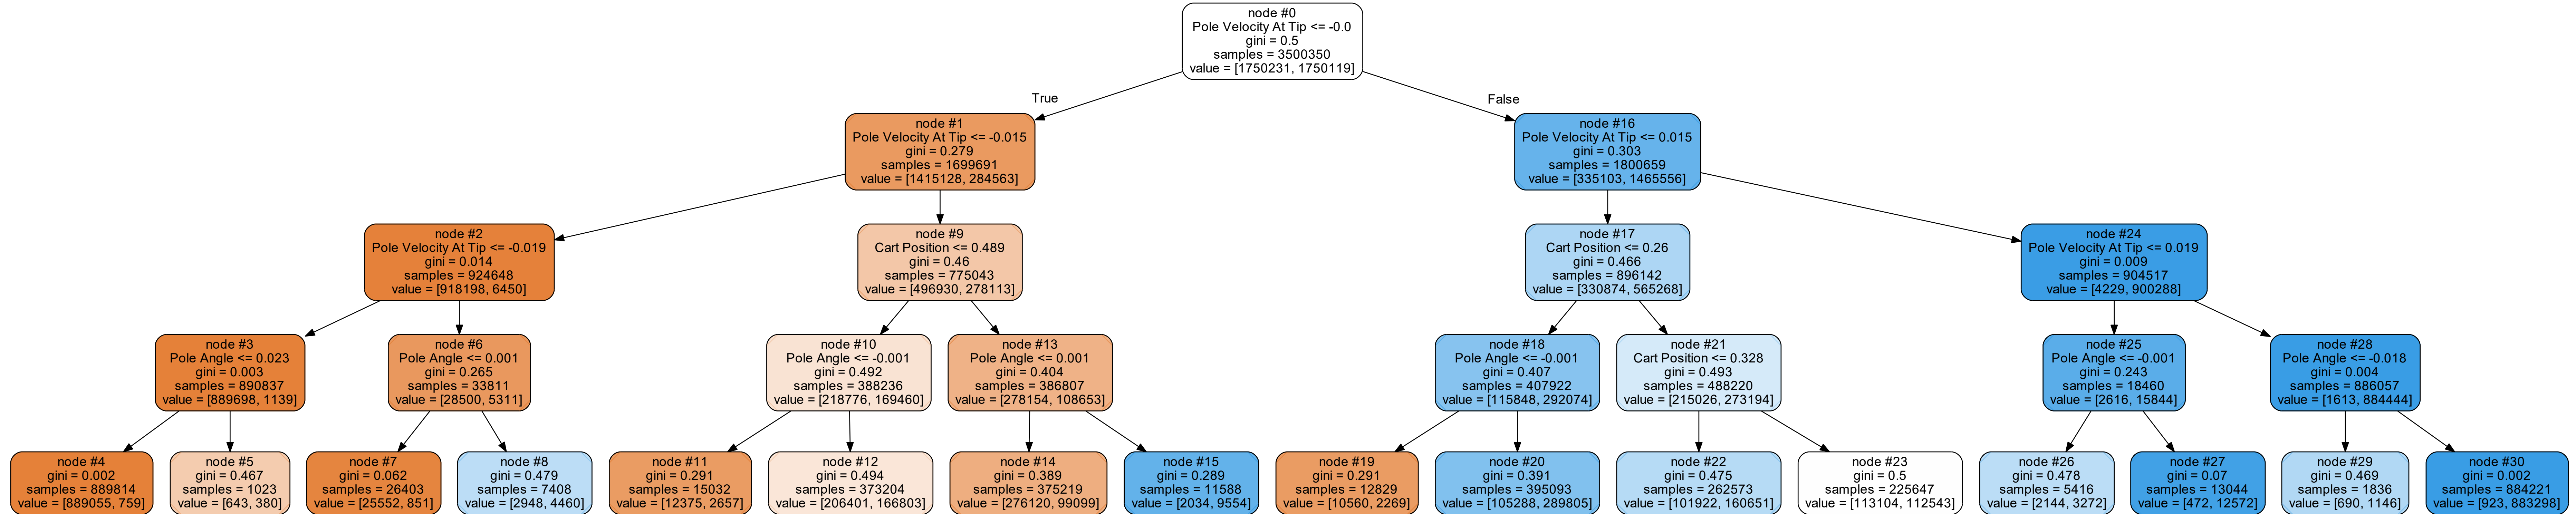 node #0
Pole Velocity At Tip <= -0.0
gini = 0.5
samples = 3500350
value = [1750231, 1750119]
True
False
node #1
Pole Velocity At Tip <= -0.015
gini = 0.279
samples = 1699691
value = [1415128, 284563]
node #16
Pole Velocity At Tip <= 0.015
gini = 0.303
samples = 1800659
value = [335103, 1465556]
node #2
Pole Velocity At Tip <= -0.019
gini = 0.014
samples = 924648
value = [918198, 6450]
node #9
Cart Position <= 0.489
gini = 0.46
samples = 775043
value = [496930, 278113]
node #17
Cart Position <= 0.26
gini = 0.466
samples = 896142
value = [330874, 565268]
node #24
Pole Velocity At Tip <= 0.019
gini = 0.009
samples = 904517
value = [4229, 900288]
node #3
Pole Angle <= 0.023
gini = 0.003
samples = 890837
value = [889698, 1139]
node #6
Pole Angle <= 0.001
gini = 0.265
samples = 33811
value = [28500, 5311]
node #10
Pole Angle <= -0.001
gini = 0.492
samples = 388236
value = [218776, 169460]
node #13
Pole Angle <= 0.001
gini = 0.404
samples = 386807
value = [278154, 108653]
node #18
Pole Angle <= -0.001
gini = 0.407
samples = 407922
value = [115848, 292074]
node #21
Cart Position <= 0.328
gini = 0.493
samples = 488220
value = [215026, 273194]
node #25
Pole Angle <= -0.001
gini = 0.243
samples = 18460
value = [2616, 15844]
node #28
Pole Angle <= -0.018
gini = 0.004
samples = 886057
value = [1613, 884444]
node #4
gini = 0.002
samples = 889814
value = [889055, 759]
node #5
gini = 0.467
samples = 1023
value = [643, 380]
node #7
gini = 0.062
samples = 26403
value = [25552, 851]
node #8
gini = 0.479
samples = 7408
value = [2948, 4460]
node #11
gini = 0.291
samples = 15032
value = [12375, 2657]
node #12
gini = 0.494
samples = 373204
value = [206401, 166803]
node #14
gini = 0.389
samples = 375219
value = [276120, 99099]
node #15
gini = 0.289
samples = 11588
value = [2034, 9554]
node #19
gini = 0.291
samples = 12829
value = [10560, 2269]
node #20
gini = 0.391
samples = 395093
value = [105288, 289805]
node #22
gini = 0.475
samples = 262573
value = [101922, 160651]
node #23
gini = 0.5
samples = 225647
value = [113104, 112543]
node #26
gini = 0.478
samples = 5416
value = [2144, 3272]
node #27
gini = 0.07
samples = 13044
value = [472, 12572]
node #29
gini = 0.469
samples = 1836
value = [690, 1146]
node #30
gini = 0.002
samples = 884221
value = [923, 883298]